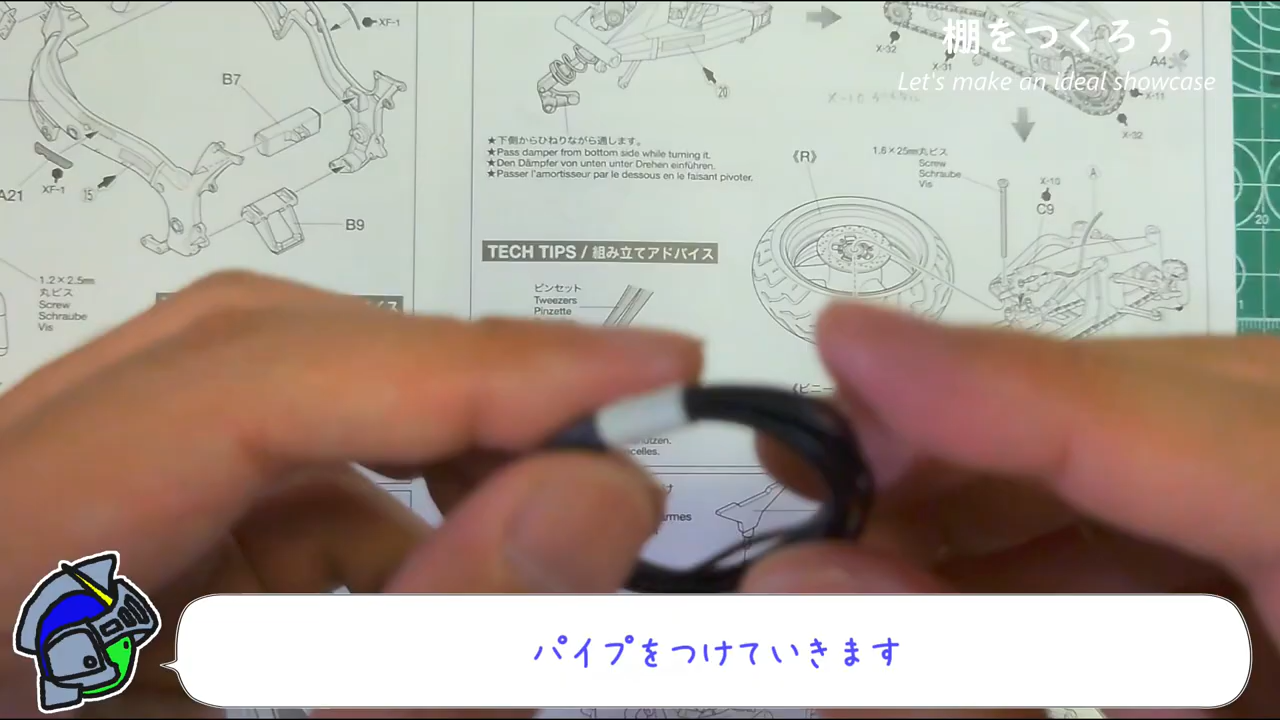 棚をつくろう
Let's make an ideal showcase
XF-1
B7
A21
XF-1
15
B9
1.2×2.5mm
丸ビス
Screw
Schraube
Vis
20
★下側からひねりながら通します。
★Pass damper from bottom side while turning it.
★Den Dämpfer von unten unter Drehen einführen.
★Passer l'amortisseur par le dessous en le faisant pivoter.
TECH TIPS / 組み立てアドバイス
ピンセット
Tweezers
Pinzette
X-32
X-31
A4
X-11
X-32
《R》
1.6×25mm丸ビス
Screw
Schraube
Vis
X-10
C9
A
20
パイプをつけていきます